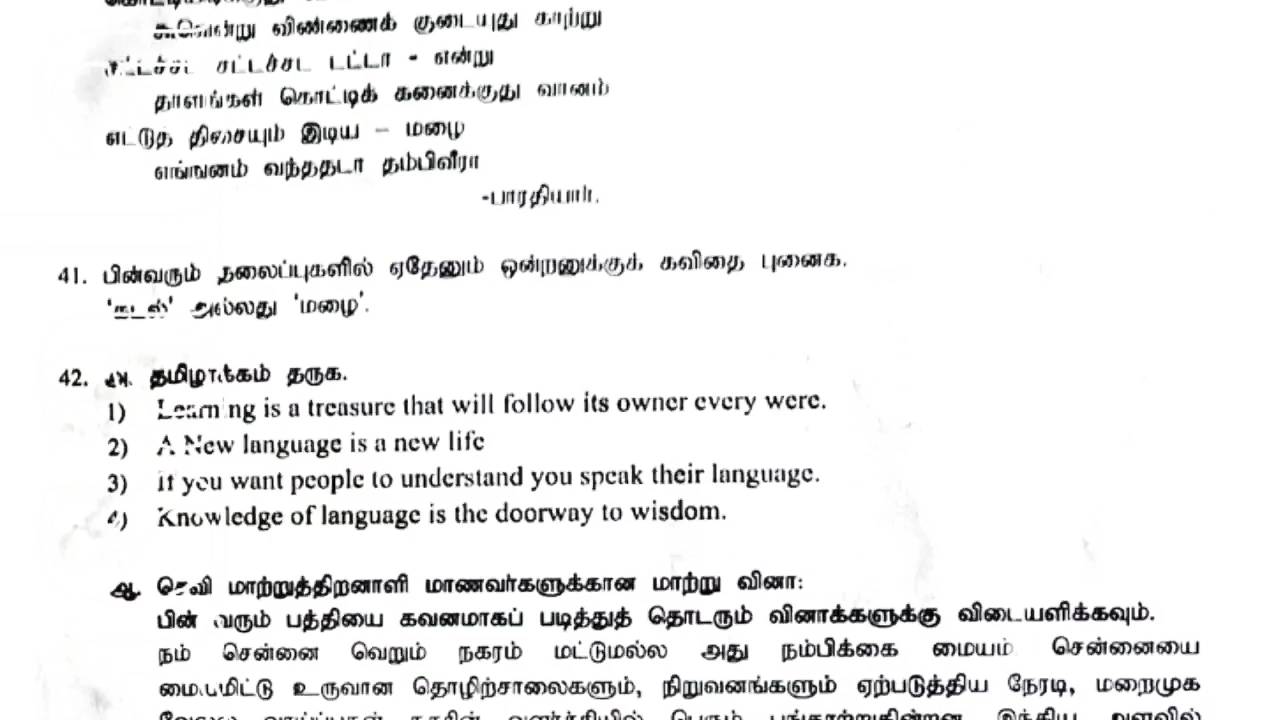 விண்ணைக் குடையுது காற்று
சட்டச்சட சட்டச்சட டட்டா - என்று
தாளங்கள் கொட்டிக் கனைக்குது வானம்
எட்டுத் திசையும் இடிய – மழை
எங்ஙனம் வந்ததடா தம்பிவீரா
-பாரதியார்.
41. பின்வரும் தலைப்புகளில் ஏதேனும் ஒன்றனுக்குக் கவிதை புனைக.
'கடல்' அல்லது 'மழை'.
42. அ. தமிழாக்கம் தருக.
1) Learning is a treasure that will follow its owner every were.
2) A New language is a new life
3) if you want people to understand you speak their language.
4) Knowledge of language is the doorway to wisdom.
ஆ. செவி மாற்றுத்திறனாளி மாணவர்களுக்கான மாற்று வினா:
பின் வரும் பத்தியை கவனமாகப் படித்துத் தொடரும் வினாக்களுக்கு விடையளிக்கவும்.
நம் சென்னை வெறும் நகரம் மட்டுமல்ல அது நம்பிக்கை மையம் சென்னையை
மையமிட்டு உருவான தொழிற்சாலைகளும், நிறுவனங்களும் ஏற்படுத்திய நேரடி, மறைமுக